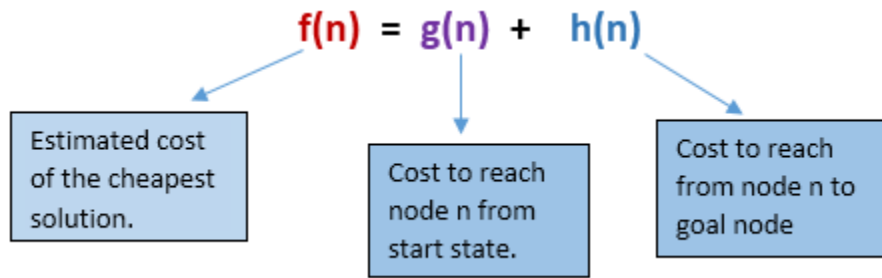 f(n) = g(n) + h(n)
Estimated cost
of the cheapest
solution.
Cost to reach
node n from
start state.
Cost to reach
from node n to
goal node